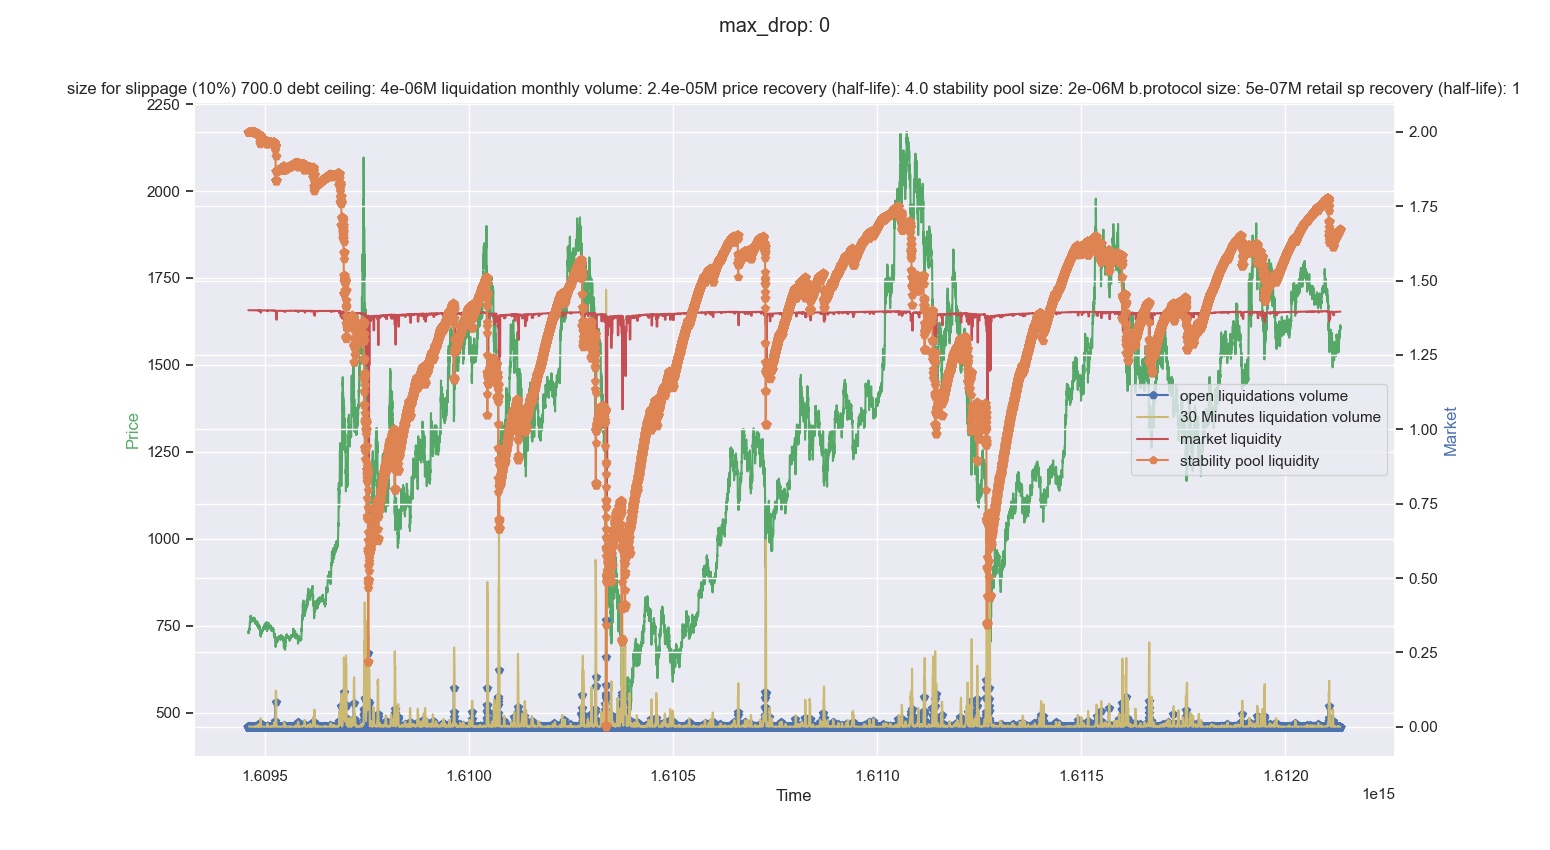 max_drop: 0
size for slippage (10%) 700.0 debt ceiling: 4e-06M liquidation monthly volume: 2.4e-05M price recovery (half-life): 4.0 stability pool size: 2e-06M b.protocol size: 5e-07M retail sp recovery (half-life): 1
2250
2000
1750
1500
1250
1000
750
500
Price
2.00
1.75
1.50
1.25
1.00
0.75
0.50
0.25
0.00
Market
open liquidations volume
30 Minutes liquidation volume
market liquidity
stability pool liquidity
1.6095 1.6100 1.6105 1.6110 1.6115 1.6120
Time
1e15